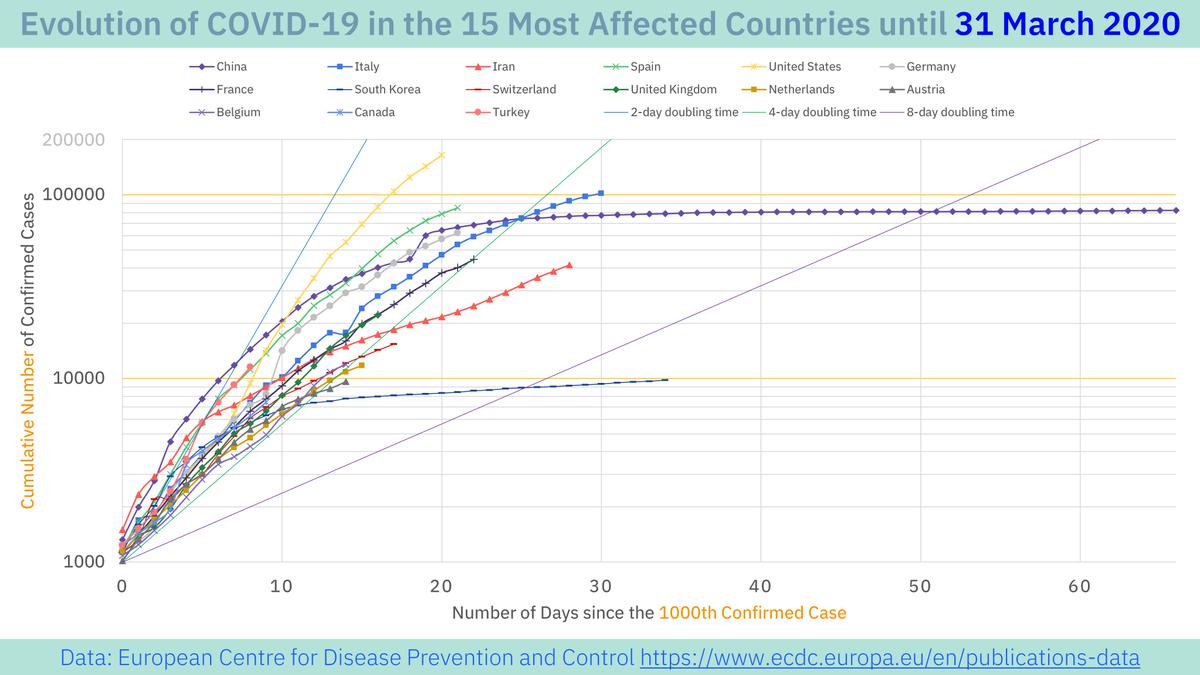 Evolution of COVID-19 in the 15 Most Affected Countries until 31 March 2020
China Italy Iran Spain United States Germany
France South Korea Switzerland United Kingdom Netherlands Austria
Belgium Canada Turkey 2-day doubling time 4-day doubling time 8-day doubling time
200000
100000
10000
1000
Cumulative Number of Confirmed Cases
0 10 20 30 40 50 60
Number of Days since the 1000th Confirmed Case
Data: European Centre for Disease Prevention and Control https://www.ecdc.europa.eu/en/publications-data